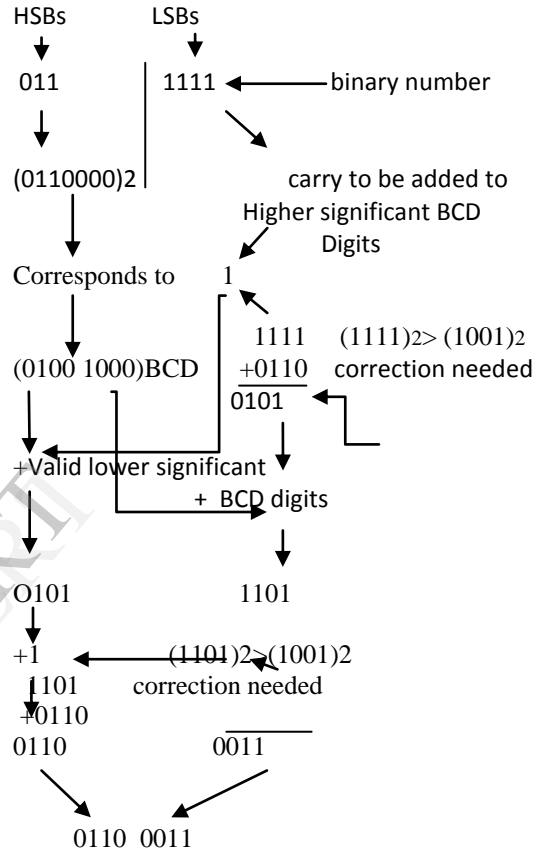 HSBs LSBs
011 1111 binary number
(0110000)2 carry to be added to
Higher significant BCD
Digits
Corresponds to 1
1111 (1111)2> (1001)2
(0100 1000)BCD +0110 correction needed
0101
+Valid lower significant
+ BCD digits
O101 1101
+1 (1101)2>(1001)2
1101 correction needed
+0110
0110 0011
0110 0011